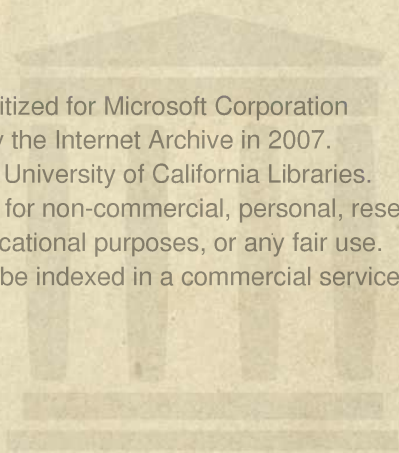 itized for Microsoft Corporation
y the Internet Archive in 2007.
University of California Libraries.
for non-commercial, personal, rese
cational purposes, or any fair use.
be indexed in a commercial service